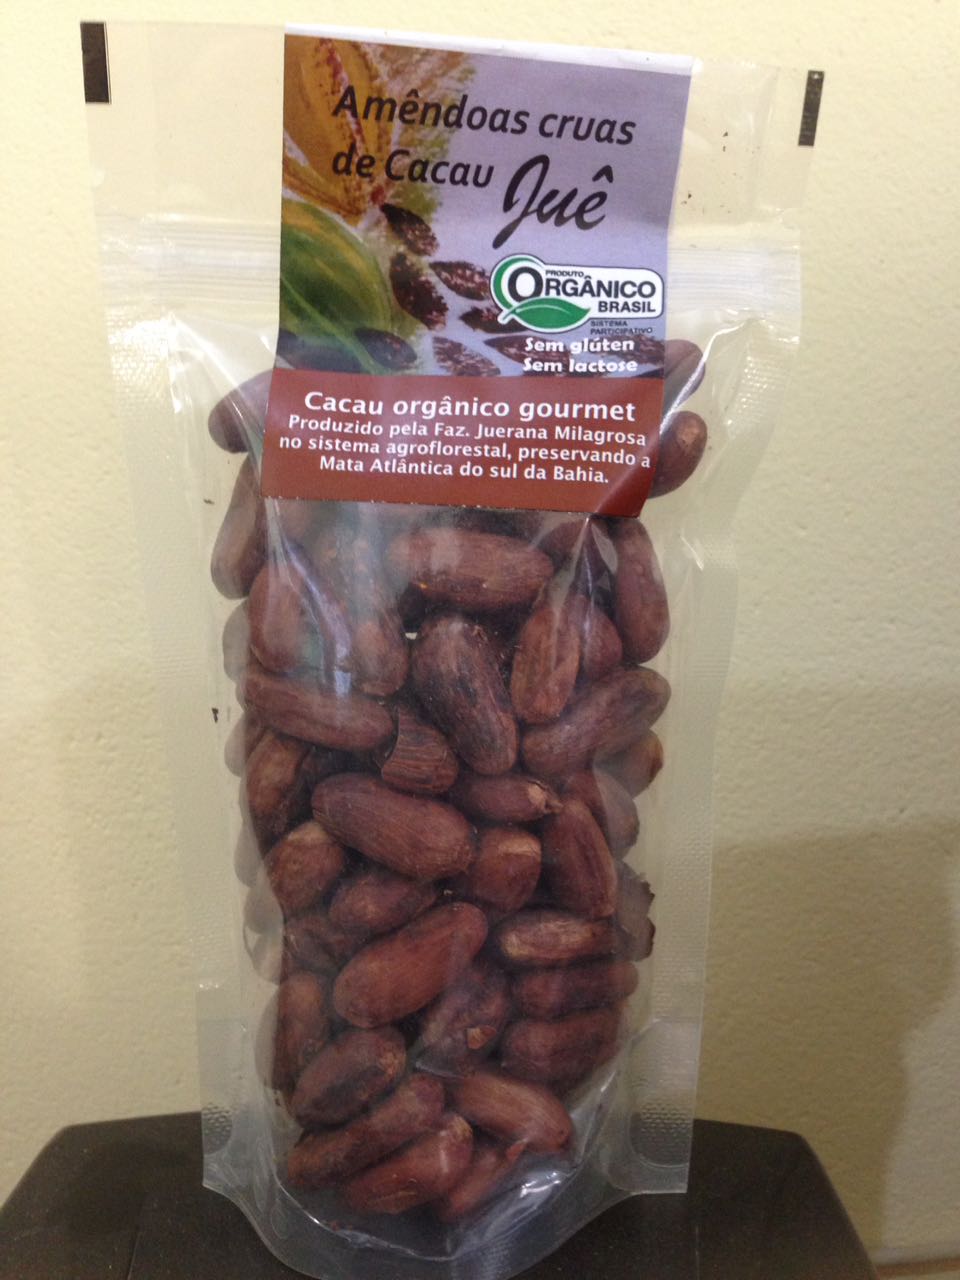 Amêndoas cruas
de Cacau Juê
PRODUTO
ORGÂNICO
BRASIL
SISTEMA
PARTICIPATIVO
Sem glúten
Sem lactose
Cacau orgânico gourmet
Produzido pela Faz. Juerana Milagrosa
no sistema agroflorestal, preservando a
Mata Atlântica do sul da Bahia.